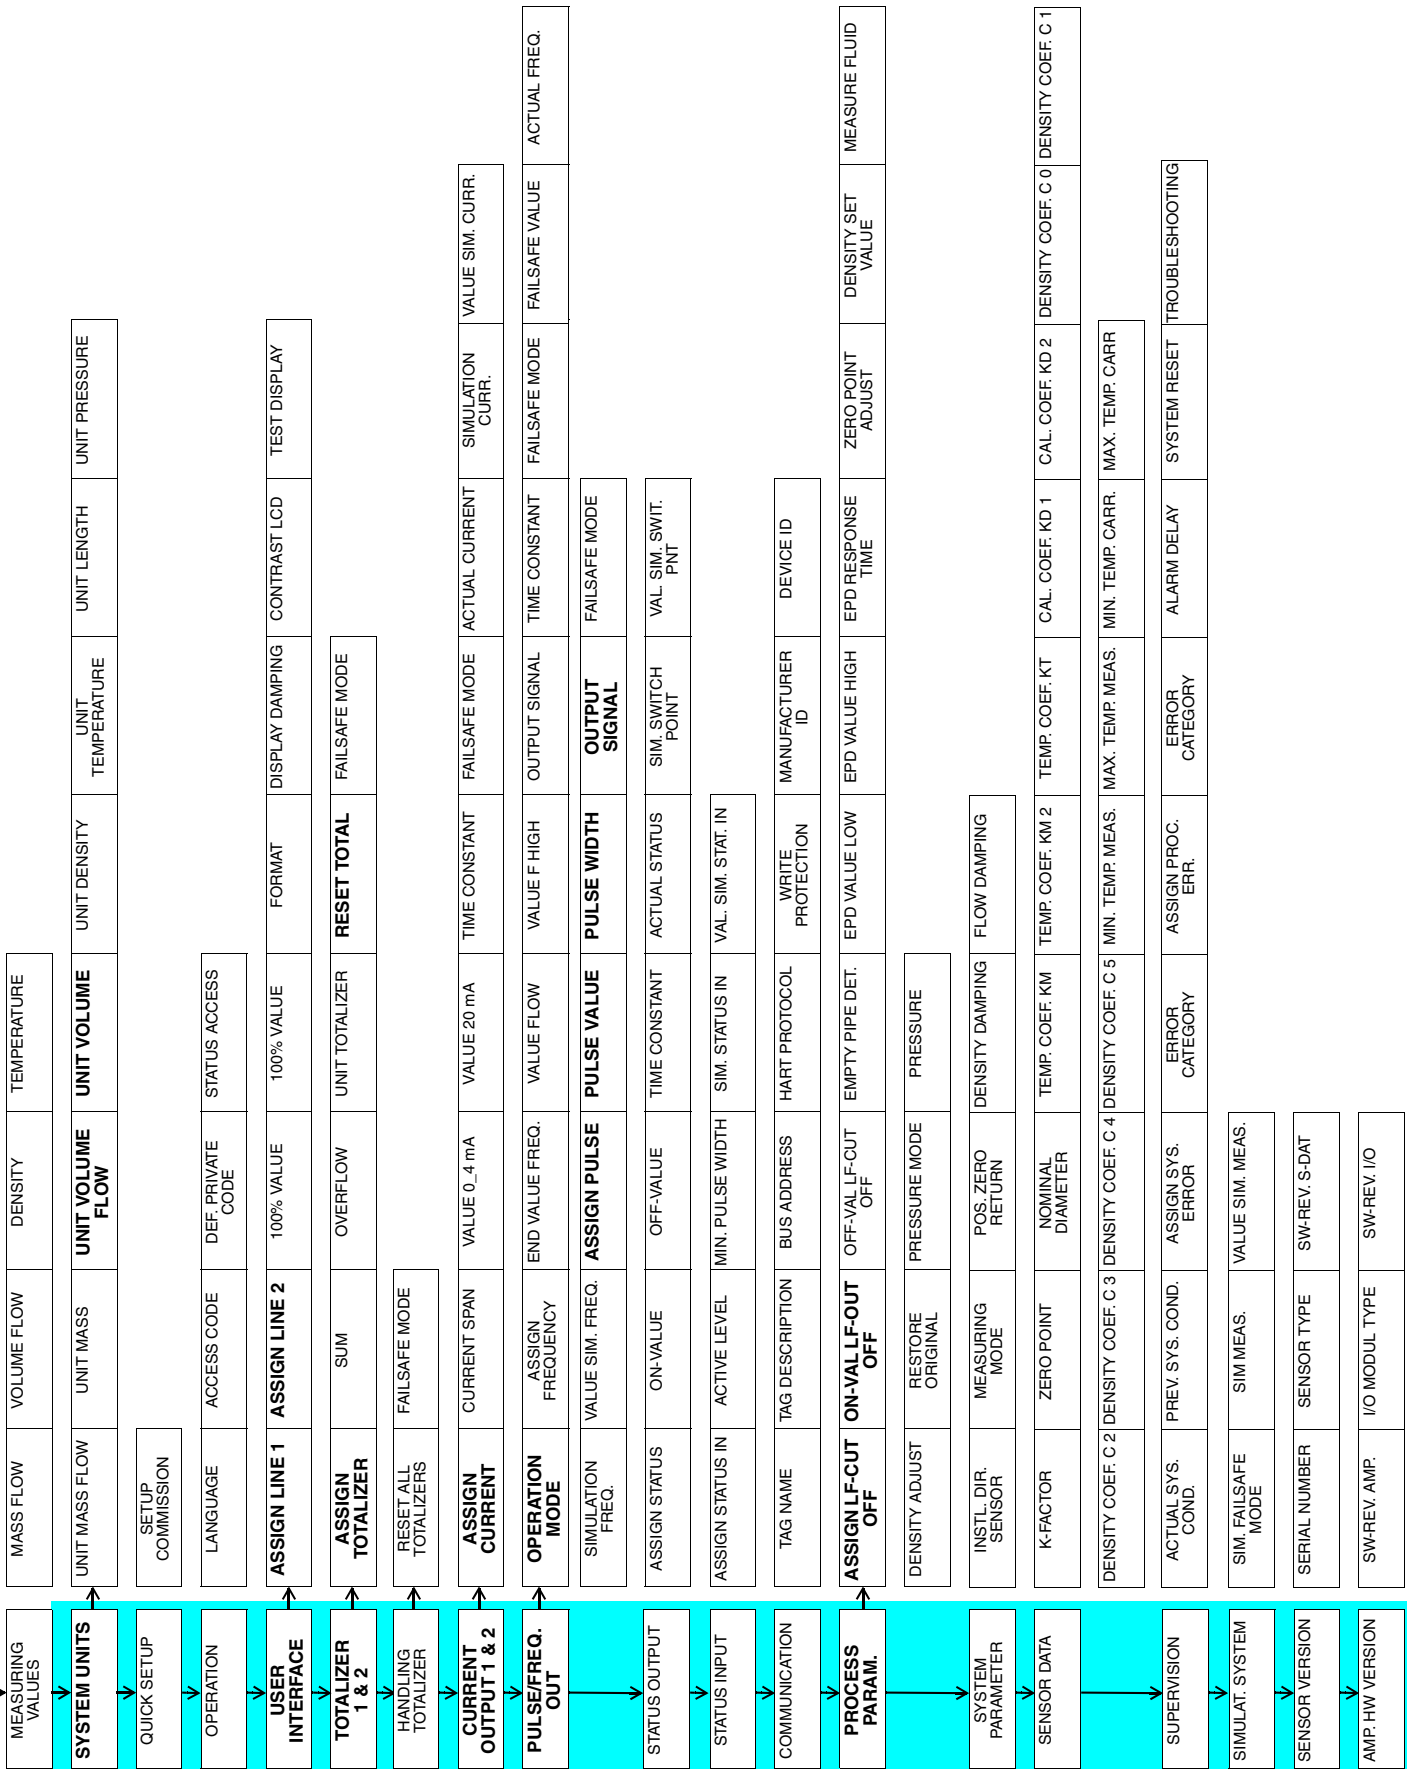 MEASURING
VALUES
MASS FLOW
VOLUME FLOW
DENSITY
TEMPERATURE
SYSTEM UNITS
UNIT MASS FLOW
UNIT MASS
UNIT VOLUME
FLOW
UNIT VOLUME
UNIT DENSITY
UNIT
TEMPERATURE
UNIT LENGTH
UNIT PRESSURE
QUICK SETUP
SETUP
COMMISSION
OPERATION
LANGUAGE
ACCESS CODE
DEF. PRIVATE
CODE
STATUS ACCESS
USER
INTERFACE
ASSIGN LINE 1
ASSIGN LINE 2
100% VALUE
100% VALUE
FORMAT
DISPLAY DAMPING
CONTRAST LCD
TEST DISPLAY
TOTALIZER
1 & 2
ASSIGN
TOTALIZER
SUM
OVERFLOW
UNIT TOTALIZER
RESET TOTAL
FAILSAFE MODE
HANDLING
TOTALIZER
RESET ALL
TOTALIZERS
FAILSAFE MODE
CURRENT
OUTPUT 1 & 2
ASSIGN
CURRENT
CURRENT SPAN
VALUE 0_4 mA
VALUE 20 mA
TIME CONSTANT
FAILSAFE MODE
ACTUAL CURRENT
SIMULATION
CURR.
VALUE SIM. CURR.
PULSE/FREQ.
OUT
OPERATION
MODE
ASSIGN
FREQUENCY
END VALUE FREQ.
VALUE FLOW
VALUE F HIGH
OUTPUT SIGNAL
TIME CONSTANT
FAILSAFE MODE
FAILSAFE VALUE
ACTUAL FREQ.
SIMULATION
FREQ.
VALUE SIM. FREQ.
ASSIGN PULSE
PULSE VALUE
PULSE WIDTH
OUTPUT
SIGNAL
FAILSAFE MODE
STATUS OUTPUT
ASSIGN STATUS
ON-VALUE
OFF-VALUE
TIME CONSTANT
ACTUAL STATUS
SIM. SWITCH
POINT
VAL. SIM. SWIT.
PNT
STATUS INPUT
ASSIGN STATUS IN
ACTIVE LEVEL
MIN. PULSE WIDTH
SIM. STATUS IN
VAL. SIM. STAT. IN
COMMUNICATION
TAG NAME
TAG DESCRIPTION
BUS ADDRESS
HART PROTOCOL
WRITE
PROTECTION
MANUFACTURER
ID
DEVICE ID
PROCESS
PARAM.
ASSIGN LF-CUT
OFF
ON-VAL LF-OUT
OFF
OFF-VAL LF-CUT
OFF
EMPTY PIPE DET.
EPD VALUE LOW
EPD VALUE HIGH
EPD RESPONSE
TIME
ZERO POINT
ADJUST
DENSITY SET
VALUE
MEASURE FLUID
DENSITY ADJUST
RESTORE
ORIGINAL
PRESSURE MODE
PRESSURE
SYSTEM
PARAMETER
INSTL. DIR.
SENSOR
MEASURING
MODE
POS. ZERO
RETURN
DENSITY DAMPING
FLOW DAMPING
SENSOR DATA
K-FACTOR
ZERO POINT
NOMINAL
DIAMETER
TEMP. COEF. KM
TEMP. COEF. KM 2
TEMP. COEF. KT
CAL. COEF. KD 1
CAL. COEF. KD 2
DENSITY COEF. C 0
DENSITY COEF. C 1
DENSITY COEF. C 2
DENSITY COEF. C 3
DENSITY COEF. C 4
DENSITY COEF. C 5
MIN. TEMP. MEAS.
MAX. TEMP. MEAS.
MIN. TEMP. CARR.
MAX. TEMP. CARR
SUPERVISION
ACTUAL SYS.
COND.
PREV. SYS. COND.
ASSIGN SYS.
ERROR
ERROR
CATEGORY
ASSIGN PROC.
ERR.
ERROR
CATEGORY
ALARM DELAY
SYSTEM RESET
TROUBLESHOOTING
SIMULAT. SYSTEM
SIM. FAILSAFE
MODE
SIM MEAS.
VALUE SIM. MEAS.
SENSOR VERSION
SERIAL NUMBER
SENSOR TYPE
SW-REV. S-DAT
AMP. HW VERSION
SW-REV. AMP.
I/O MODUL TYPE
SW-REV. I/O